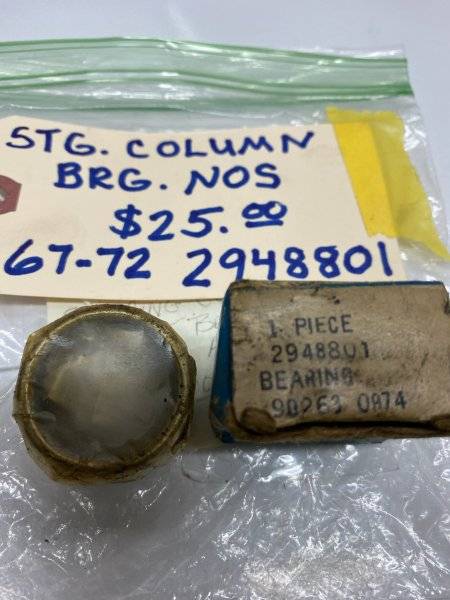 STG. COLUMN
BRG. NOS
$25.00
67-72 2948801
1 PIECE
2948801
BEARING
90263 0874